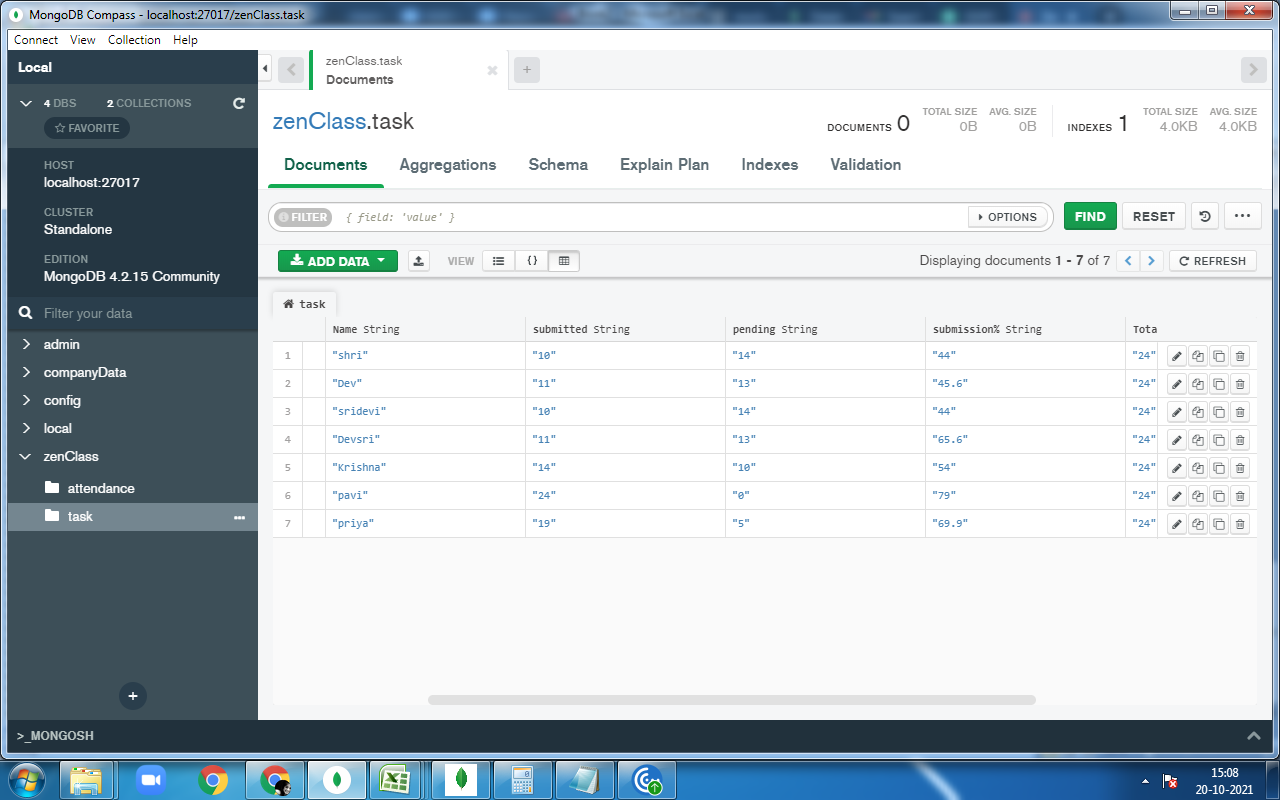 MongoDB Compass - localhost:27017/zenClass.task
Connect View Collection Help
Local
4 DBS 2 COLLECTIONS
FAVORITE
HOST
localhost:27017
CLUSTER
Standalone
EDITION
MongoDB 4.2.15 Community
Filter your data
admin
companyData
config
local
zenClass
attendance
task
>_MONGOSH
zenClass.task
Documents
zenClass.task
DOCUMENTS 0 TOTAL SIZE 0B AVG. SIZE 0B INDEXES 1 TOTAL SIZE 4.0KB AVG. SIZE 4.0KB
Documents Aggregations Schema Explain Plan Indexes Validation
FILTER { field: 'value' } OPTIONS FIND RESET
ADD DATA VIEW {} Displaying documents 1 - 7 of 7 REFRESH
task
Name String submitted String pending String submission% String Tota
1 "shri" "10" "14" "44" "24"
2 "Dev" "11" "13" "45.6" "24"
3 "sridevi" "10" "14" "44" "24"
4 "Devsri" "11" "13" "65.6" "24"
5 "Krishna" "14" "10" "54" "24"
6 "pavi" "24" "0" "79" "24"
7 "priya" "19" "5" "69.9" "24"
15:08
20-10-2021